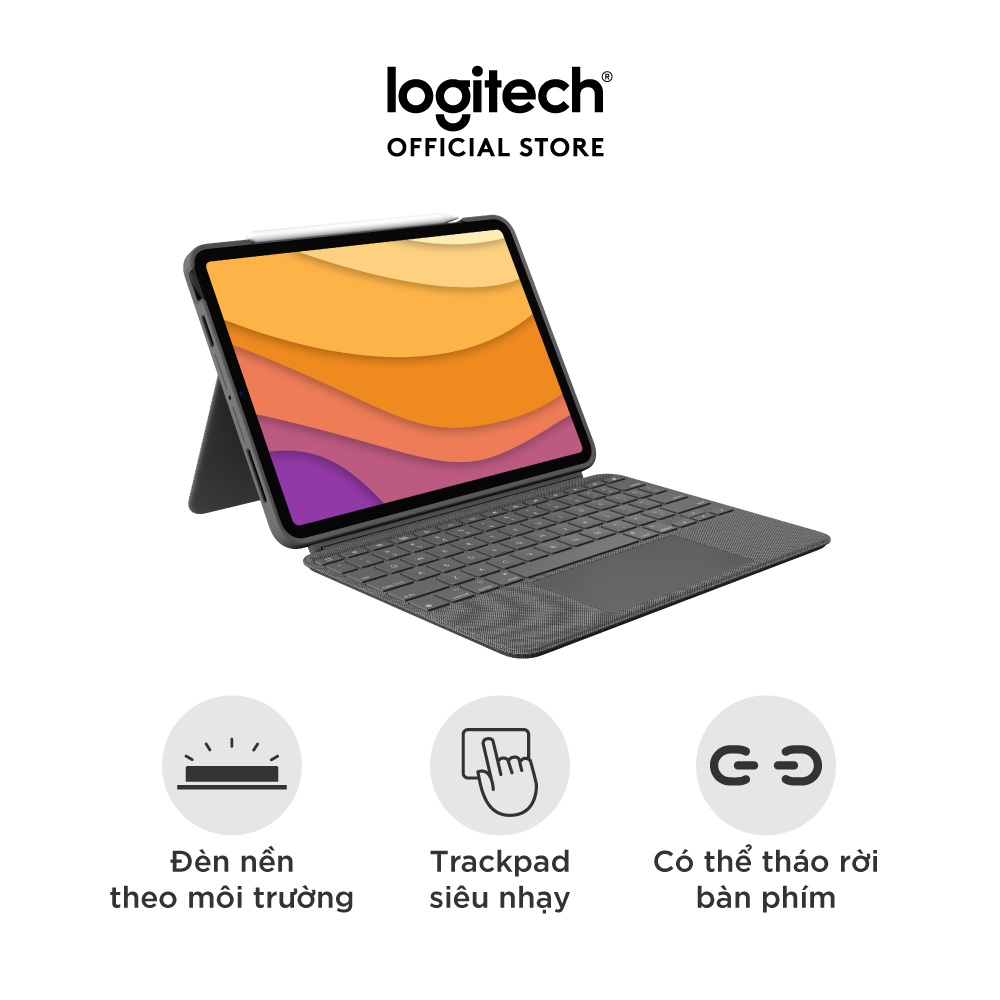 logitech®
OFFICIAL STORE
Đèn nền
theo môi trường
Trackpad
siêu nhạy
Có thể tháo rời
bàn phím